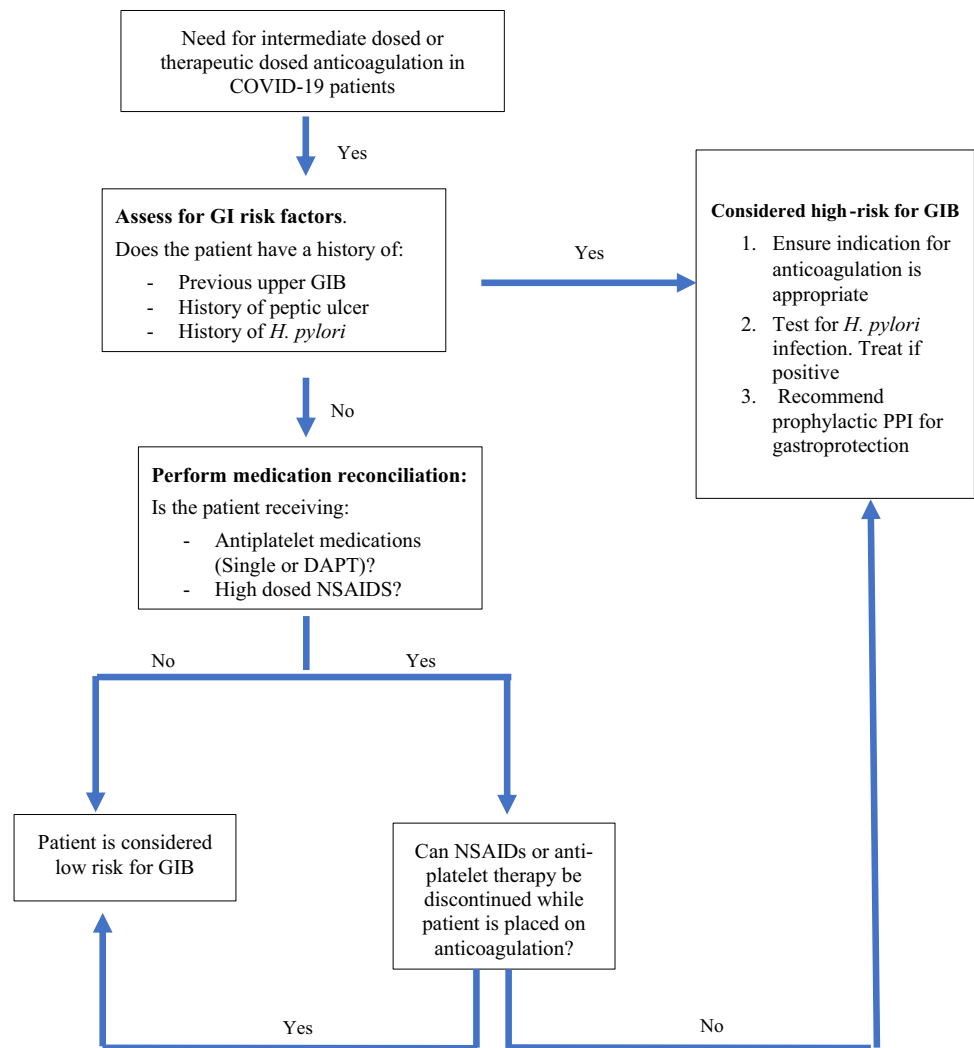 Need for intermediate dosed or
therapeutic dosed anticoagulation in
COVID-19 patients
Yes
Assess for GI risk factors.
Does the patient have a history of:
- Previous upper GIB
- History of peptic ulcer
- History of H. pylori
Yes
Considered high-risk for GIB
1. Ensure indication for
anticoagulation is
appropriate
2. Test for H. pylori
infection. Treat if
positive
3. Recommend
prophylactic PPI for
gastroprotection
No
Perform medication reconciliation:
Is the patient receiving:
- Antiplatelet medications
(Single or DAPT)?
- High dosed NSAIDS?
No
Yes
Patient is considered
low risk for GIB
Can NSAIDs or anti-
platelet therapy be
discontinued while
patient is placed on
anticoagulation?
Yes
No